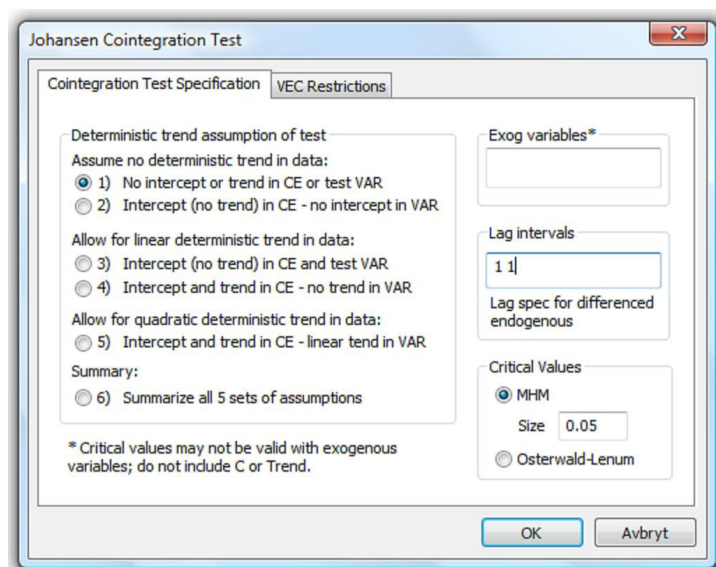 Johansen Cointegration Test
Cointegration Test Specification
VEC Restrictions
Deterministic trend assumption of test
Assume no deterministic trend in data:
1) No intercept or trend in CE or test VAR
2) Intercept (no trend) in CE - no intercept in VAR
Allow for linear deterministic trend in data:
3) Intercept (no trend) in CE and test VAR
4) Intercept and trend in CE - no trend in VAR
Allow for quadratic deterministic trend in data:
5) Intercept and trend in CE - linear tend in VAR
Summary:
6) Summarize all 5 sets of assumptions
* Critical values may not be valid with exogenous
variables; do not include C or Trend.
Exog variables*
Lag intervals
1 1
Lag spec for differenced
endogenous
Critical Values
MHM
Size 0.05
Osterwald-Lenum
OK
Avbryt